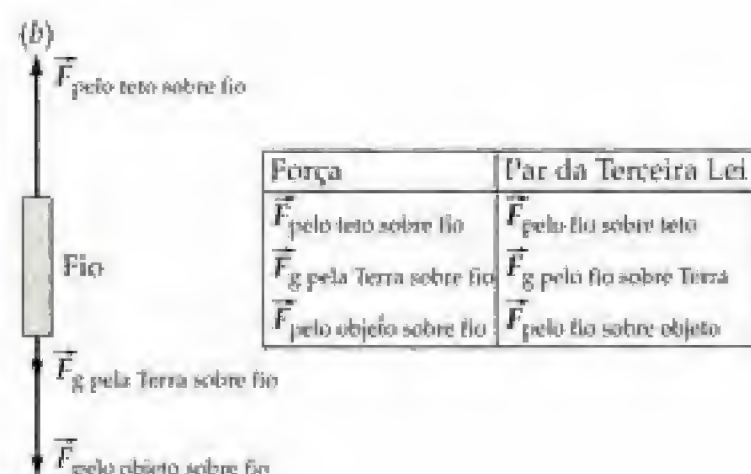 (b)
F pelo teto sobre fio
Força Par da Terceira Lei
F pelo teto sobre fio F pelo fio sobre teto
Fio
F g pela Terra sobre fio F g pelo fio sobre Terra
F pelo objeto sobre fio F pelo fio sobre objeto
F g pela Terra sobre fio
F pelo objeto sobre fio